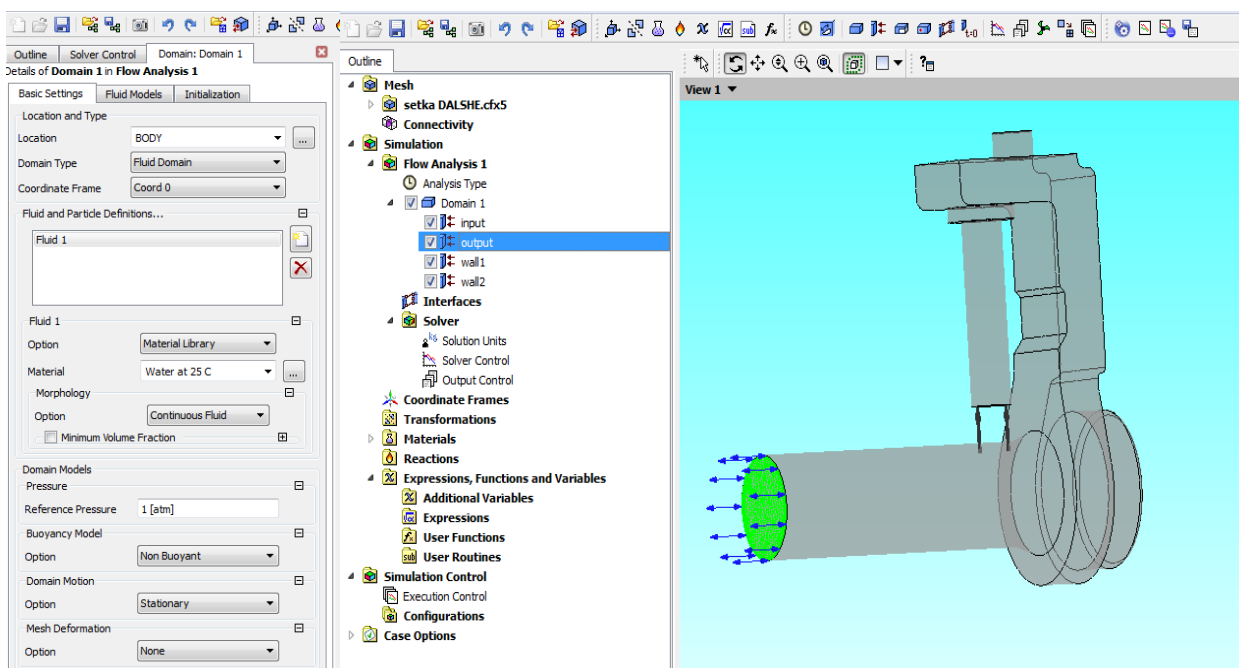 Outline
Solver Control
Domain: Domain 1
Details of Domain 1 in Flow Analysis 1
Basic Settings
Fluid Models
Initialization
Location and Type
Location
BODY
...
Domain Type
Fluid Domain
Coordinate Frame
Coord 0
Fluid and Particle Definitions...
Fluid 1
Fluid 1
Option
Material Library
Material
Water at 25 C
...
Morphology
Option
Continuous Fluid
Minimum Volume Fraction
Domain Models
Pressure
Reference Pressure
1 [atm]
Buoyancy Model
Option
Non Buoyant
Domain Motion
Option
Stationary
Mesh Deformation
Option
None
Outline
Mesh
setka DALSHE.cfx5
Connectivity
Simulation
Flow Analysis 1
Analysis Type
Domain 1
input
output
wall1
wall2
Interfaces
Solver
Solution Units
Solver Control
Output Control
Coordinate Frames
Transformations
Materials
Reactions
Expressions, Functions and Variables
Additional Variables
Expressions
User Functions
User Routines
Simulation Control
Execution Control
Configurations
Case Options
View 1